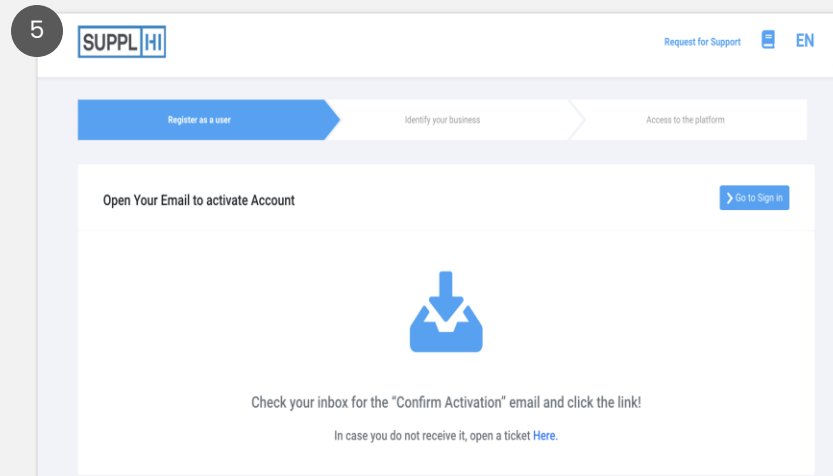 5
SUPPLHI
Request for Support
EN
Register as a user
Identify your business
Access to the platform
Open Your Email to activate Account
Go to Sign in
Check your inbox for the "Confirm Activation" email and click the link!
In case you do not receive it, open a ticket Here.